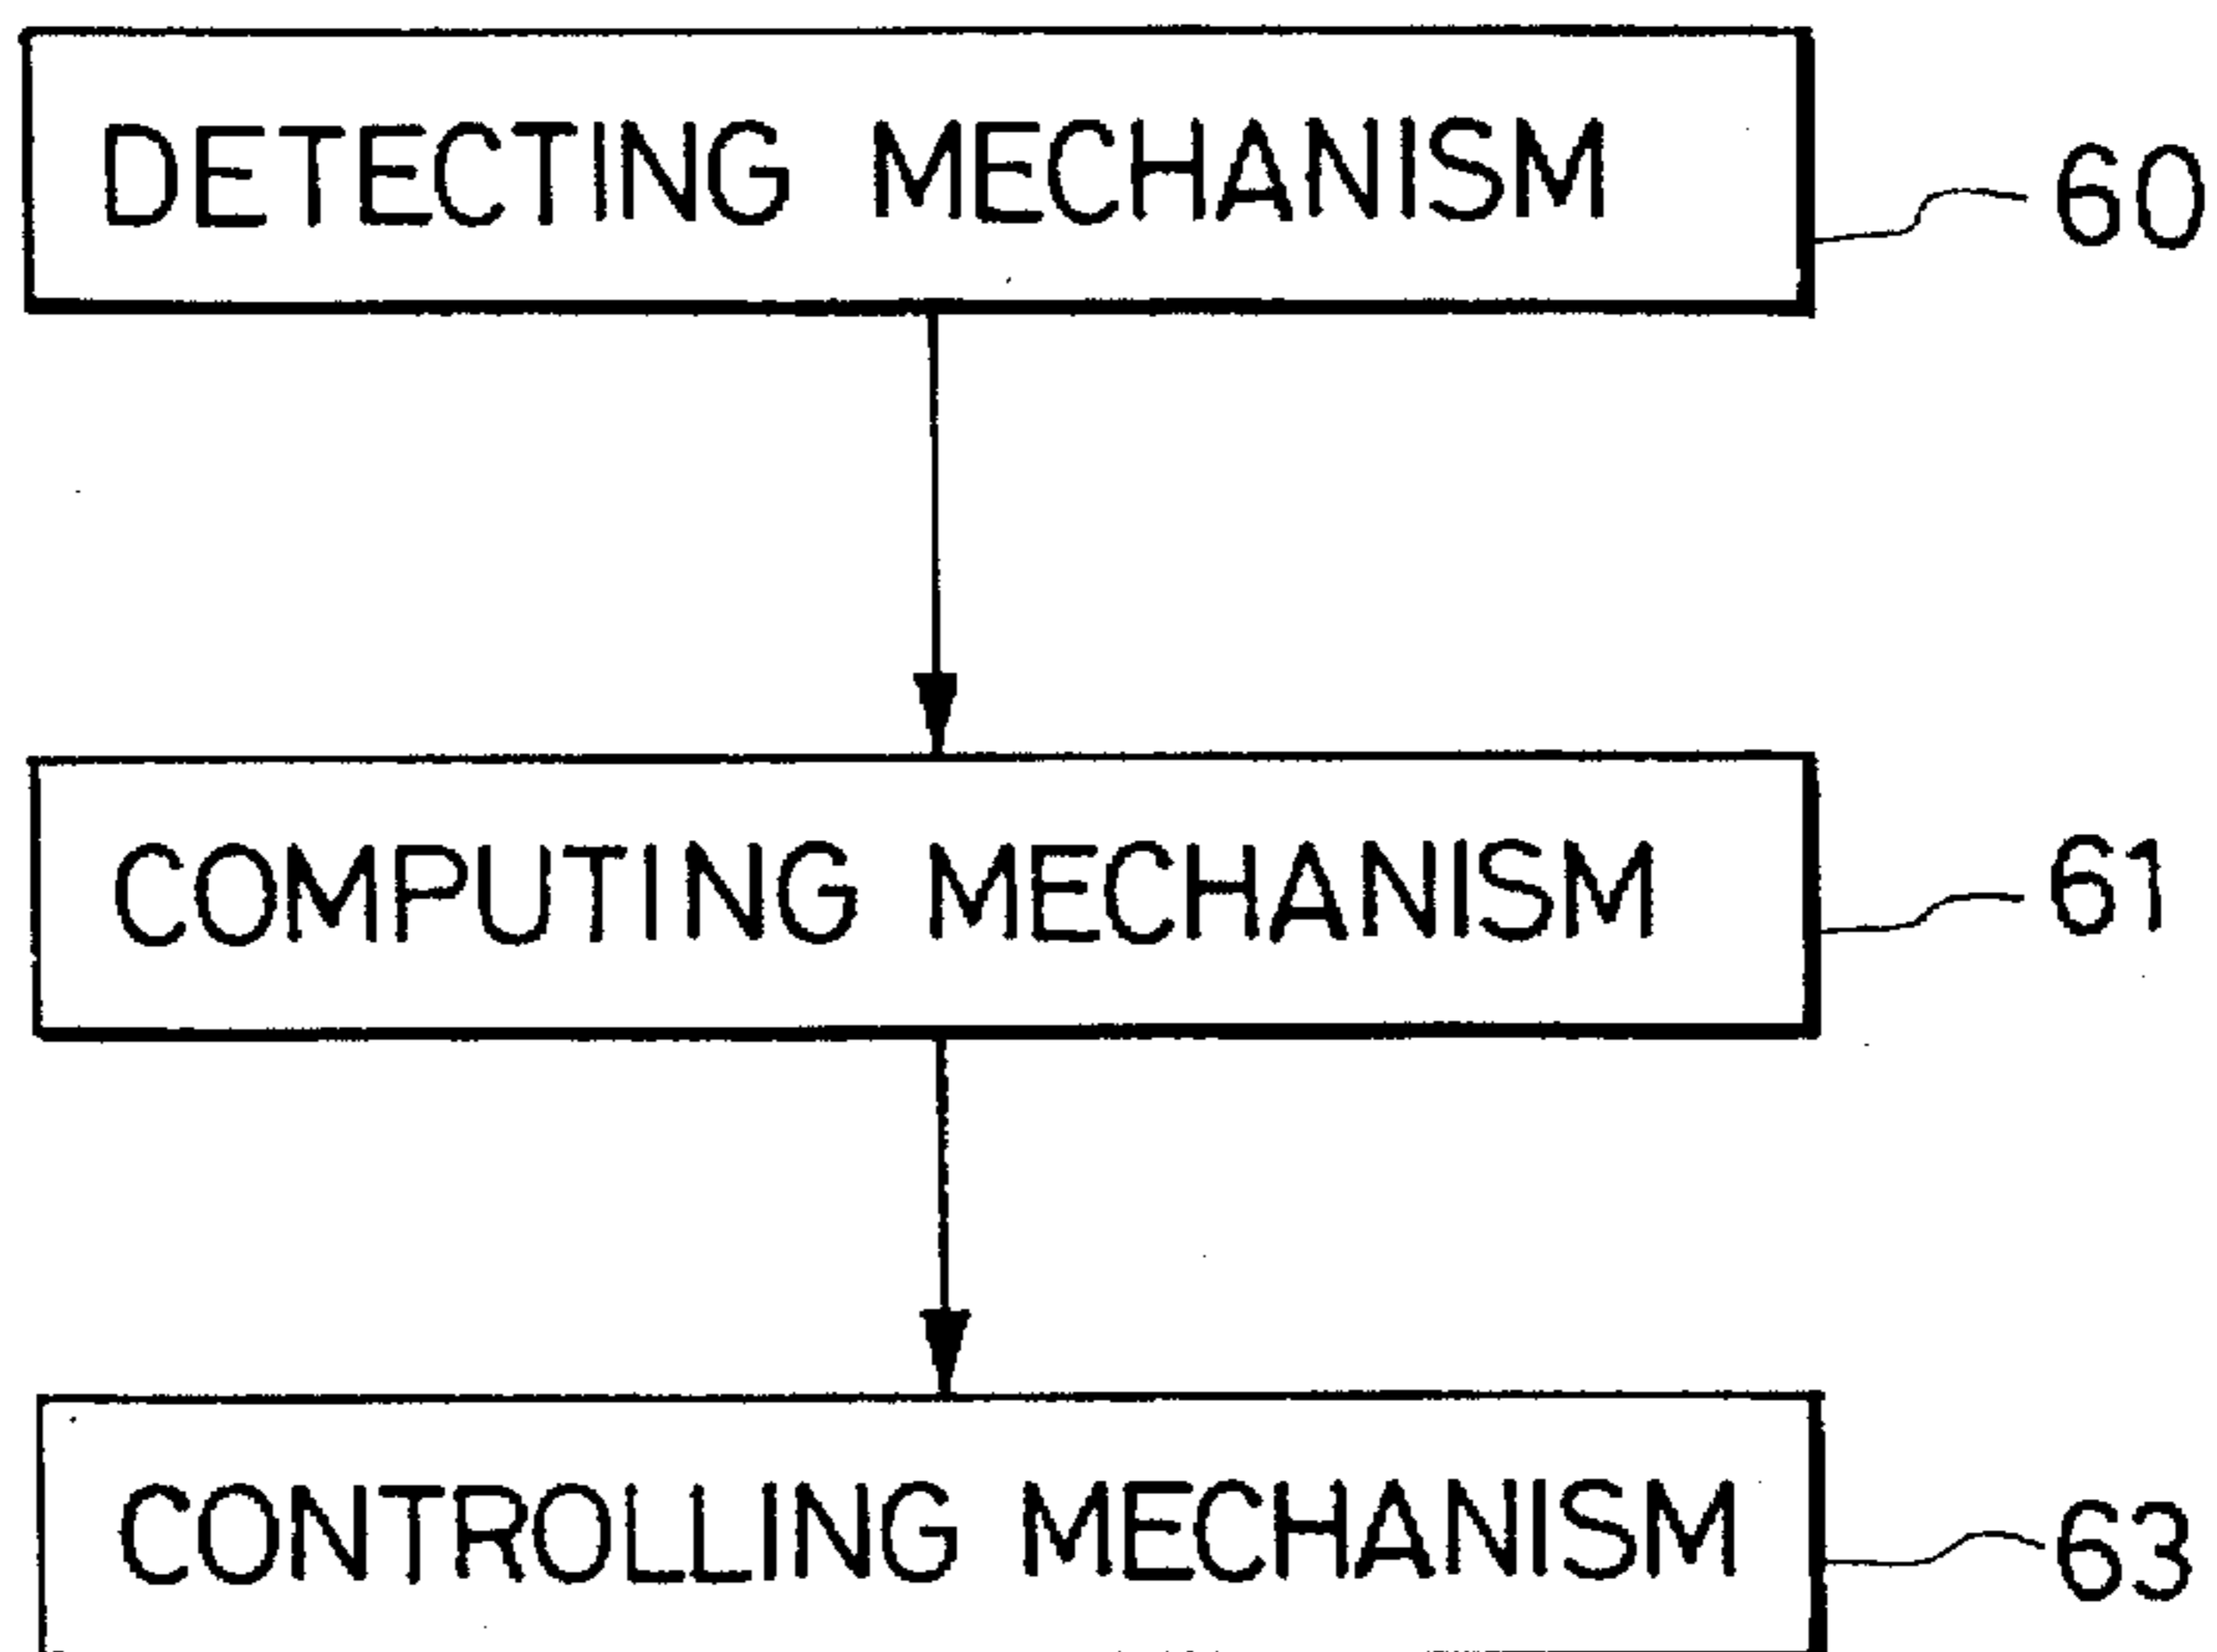 DETECTING MECHANISM
60
COMPUTING MECHANISM
61
CONTROLLING MECHANISM
63